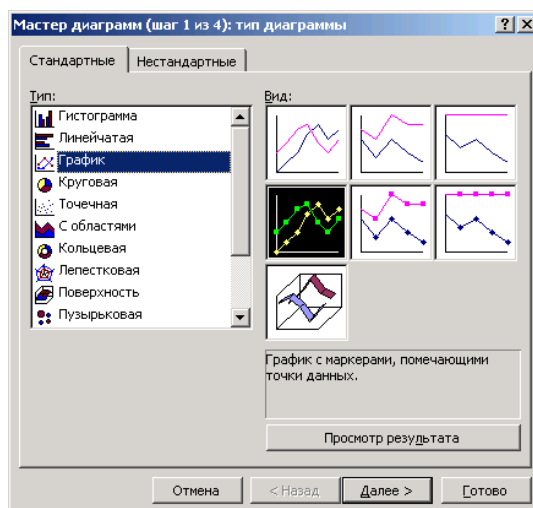 Мастер диаграмм (шаг 1 из 4): тип диаграммы
Стандартные Нестандартные
Тип: Вид:
Гистограмма
Линейчатая
График
Круговая
Точечная
С областями
Кольцевая
Лепестковая
Поверхность
Пузырьковая
График с маркерами, помечающими
точки данных.
Просмотр результата
Отмена < Назад Далее > Готово